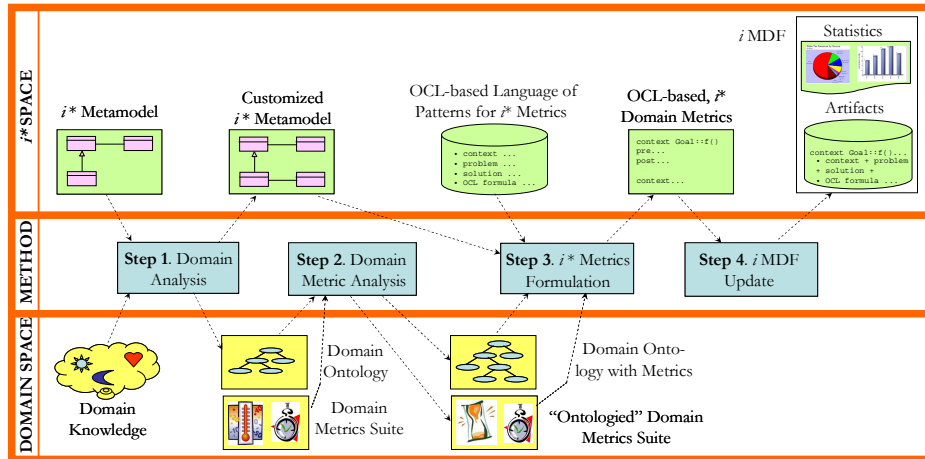 i* SPACE
i* Metamodel
Customized
i* Metamodel
OCL-based Language of
Patterns for i* Metrics
• context ...
• problem ...
• solution ...
• OCL formula ...
OCL-based, i*
Domain Metrics
context Goal::f()
pre...
post...
context...
i MDF
Statistics
Artifacts
context Goal::f()...
• context + problem
+ solution +
• OCL formula ...
METHOD
Step 1. Domain
Analysis
Step 2. Domain
Metric Analysis
Step 3. i* Metrics
Formulation
Step 4. i MDF
Update
DOMAIN SPACE
Domain
Knowledge
Domain
Ontology
Domain
Metrics Suite
Domain Onto-
logy with Metrics
“Ontologied” Domain
Metrics Suite